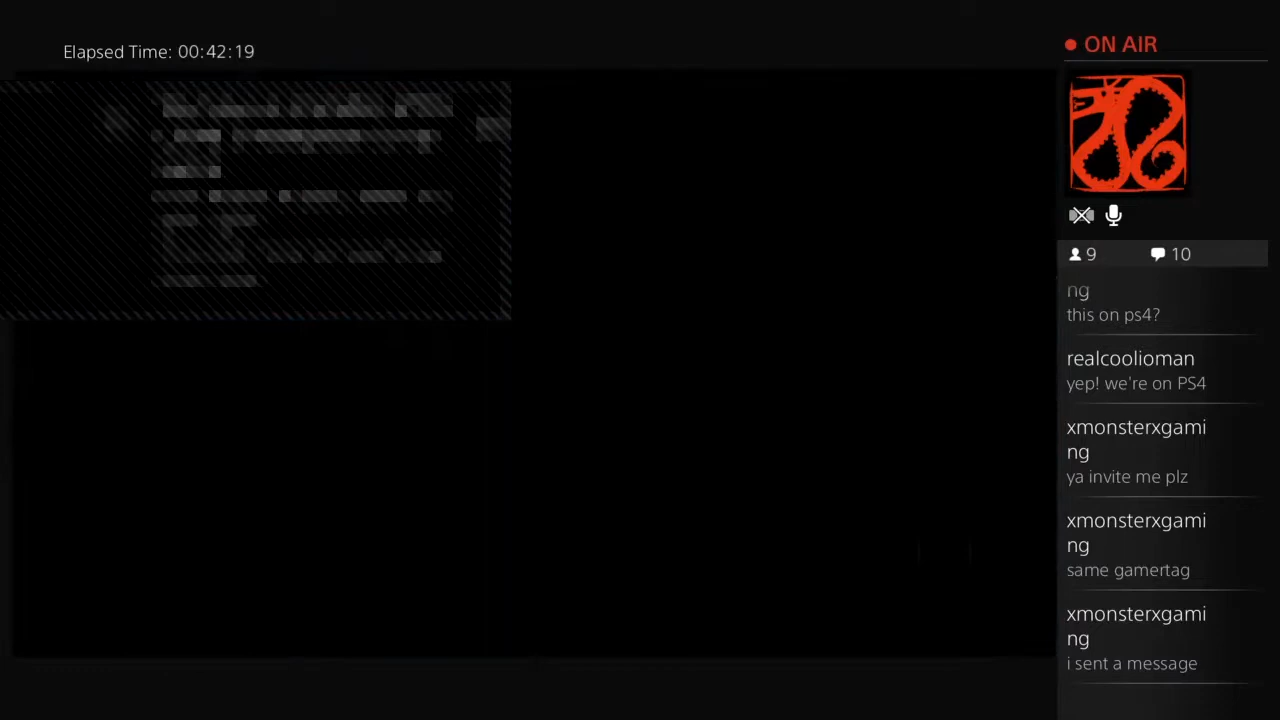 Elapsed Time: 00:42:19
ON AIR
9
10
ng
this on ps4?
realcoolioman
yep! we're on PS4
xmonsterxgami
ng
ya invite me plz
xmonsterxgami
ng
same gamertag
xmonsterxgami
ng
i sent a message